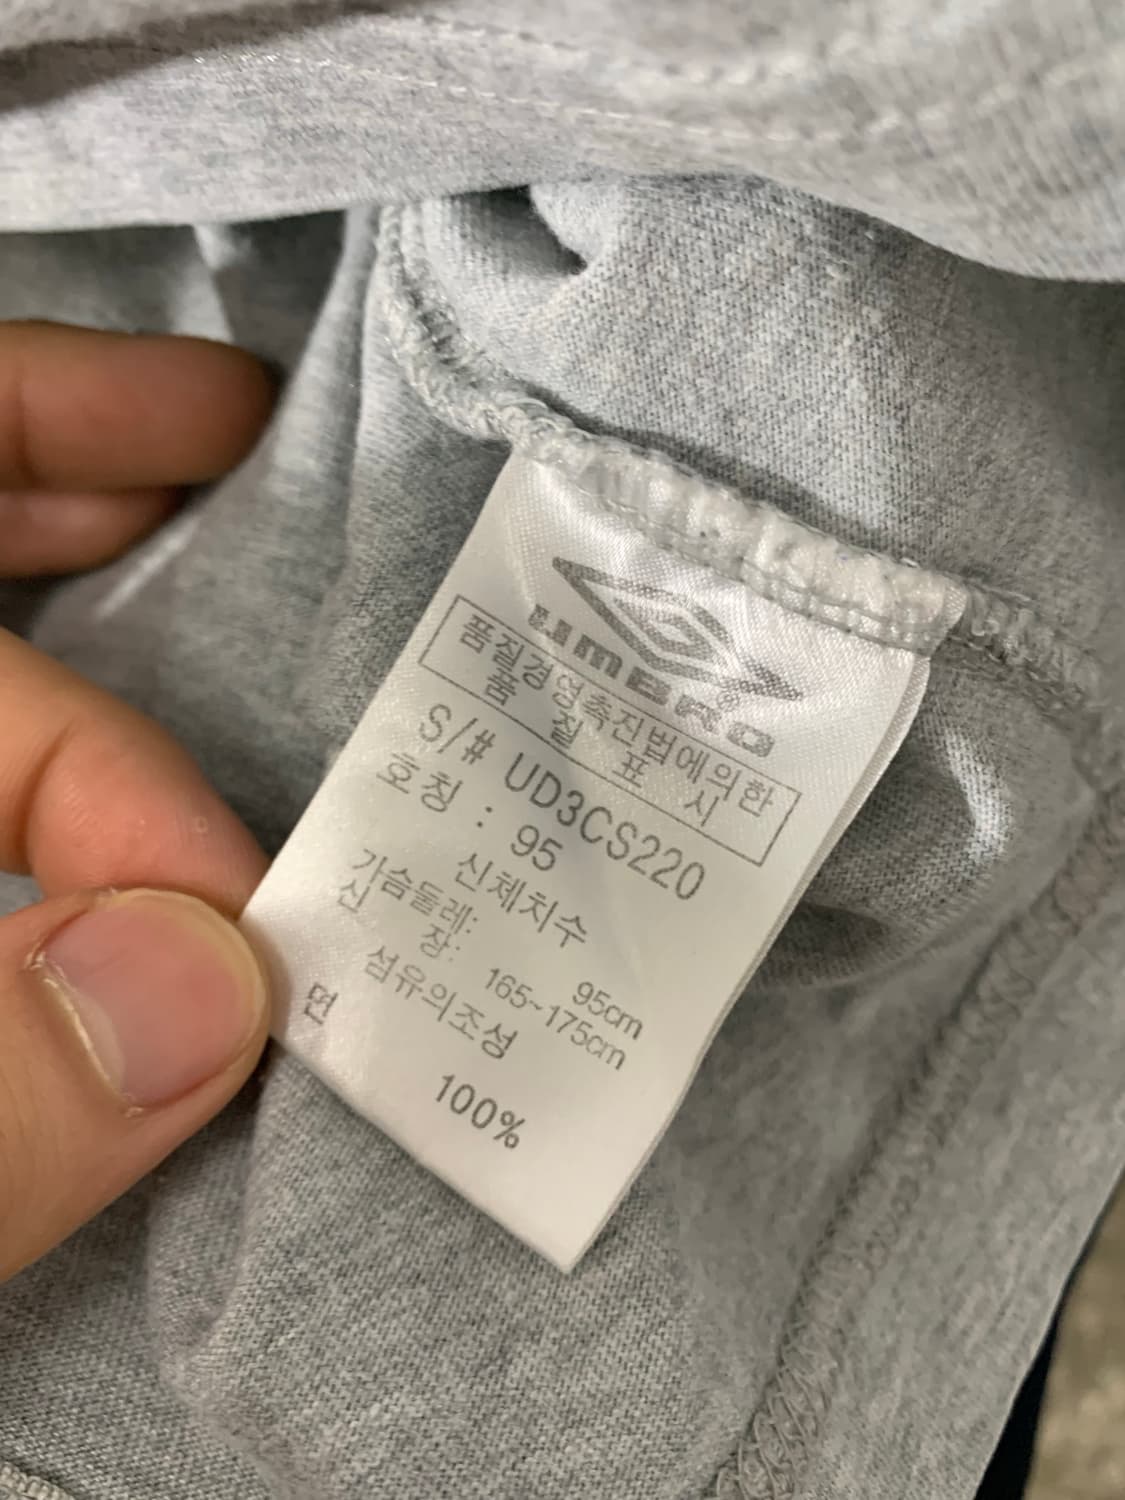 umbro®
품질경영촉진법에의한
품 질 표 시
S/# UD3CS220
호칭 : 95
신체치수
가슴둘레: 95cm
신 장: 165~175cm
섬유의조성
면 100%